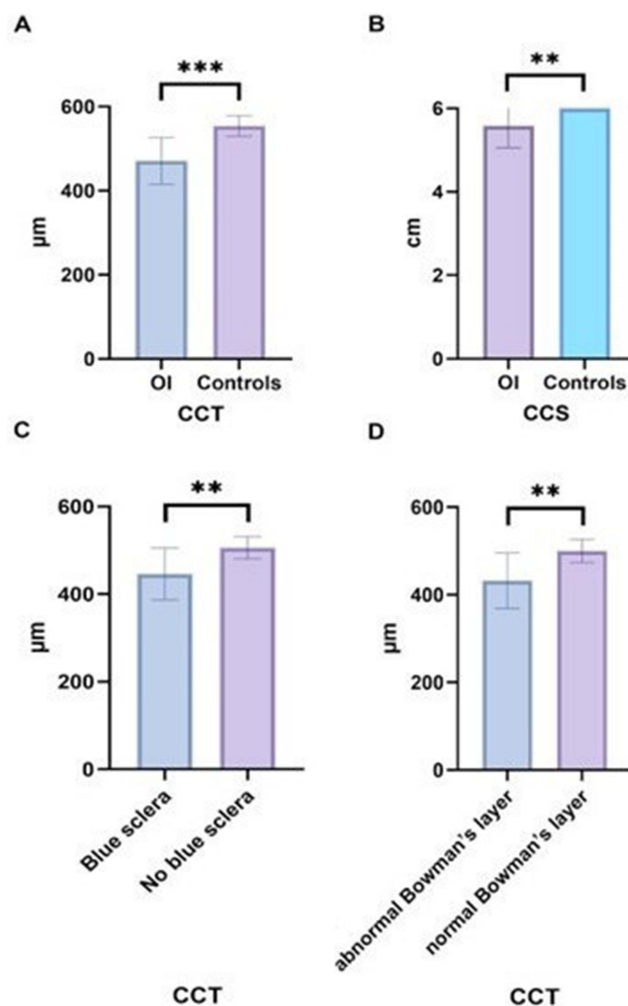 A
***
600
400
200
0
µm
OI Controls
CCT
B
**
6
4
2
0
cm
OI Controls
CCS
C
**
600
400
200
0
µm
Blue sclera
No blue sclera
CCT
D
**
600
400
200
0
µm
abnormal Bowman's layer
normal Bowman's layer
CCT